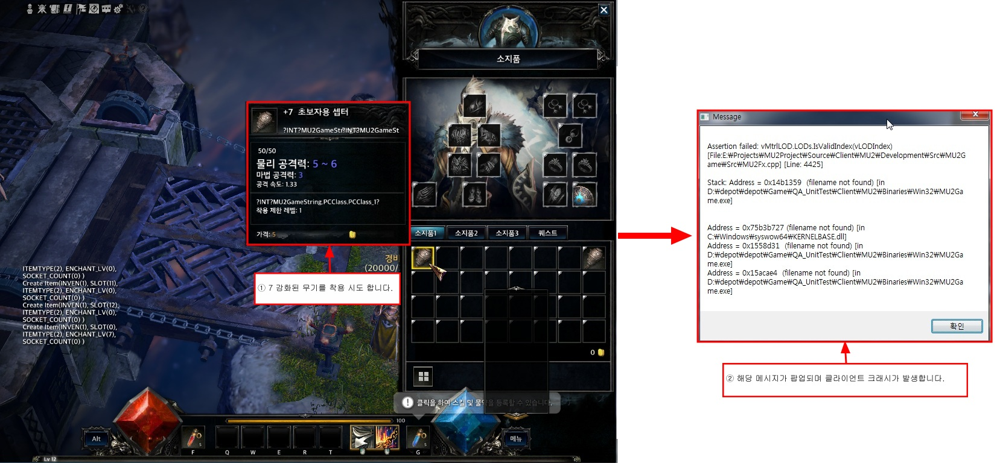 소지품
+7 초보자용 셉터
50/50
물리 공격력: 5 ~ 6
마법 공격력: 3
공격 속도: 1.33
?INT?MU2GameString.PCClass.PCClass_1?
착용 제한 레벨: 1
가격: 5
소지품1
소지품2
소지품3
퀘스트
경비
(20000/
① 7 강화된 무기를 착용 시도 합니다.
ITEMTYPE(2), ENCHANT_LV(0),
SOCKET_COUNT(0) )
Create Item(INVEN(1), SLOT(11),
ITEMTYPE(2), ENCHANT_LV(0),
SOCKET_COUNT(0) )
Create Item(INVEN(1), SLOT(12),
ITEMTYPE(2), ENCHANT_LV(0),
SOCKET_COUNT(0) )
Create Item(INVEN(1), SLOT(0),
ITEMTYPE(2), ENCHANT_LV(7),
SOCKET_COUNT(0) )
0
클릭을 하여 스킬 및 물약을 등록할 수 있습니다.
100
Alt
5
F
Q
W
E
R
T
5
G
메뉴
Lv 12
Message
Assertion failed: vMtrlLOD.LODs.IsValidIndex(vLODIndex)
[File:E:₩Projects₩MU2Project₩Source₩Client₩MU2₩Development₩Src₩MU2G
ame₩Src₩MU2Fx.cpp] [Line: 4425]
Stack: Address = 0x14b1359 (filename not found) [in
D:₩depot₩depot₩Game₩QA_UnitTest₩Client₩MU2₩Binaries₩Win32₩MU2Ga
me.exe]
Address = 0x75b3b727 (filename not found) [in
C:₩Windows₩syswow64₩KERNELBASE.dll]
Address = 0x1558d31 (filename not found) [in
D:₩depot₩depot₩Game₩QA_UnitTest₩Client₩MU2₩Binaries₩Win32₩MU2Ga
me.exe]
Address = 0x15acae4 (filename not found) [in
D:₩depot₩depot₩Game₩QA_UnitTest₩Client₩MU2₩Binaries₩Win32₩MU2Ga
me.exe]
확인
② 해당 메시지가 팝업되며 클라이언트 크래시가 발생합니다.